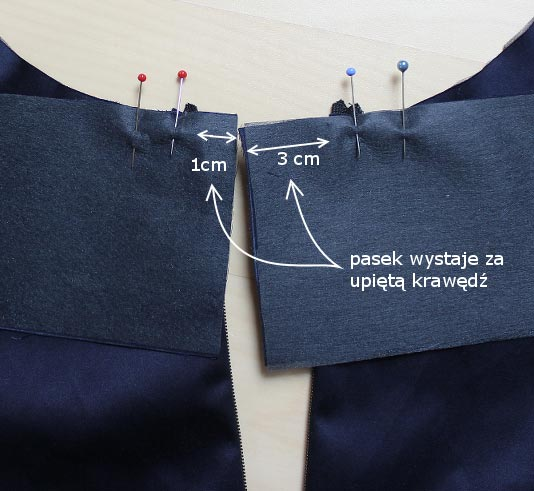 1cm
3 cm
pasek wystaje za
upiętą krawędź